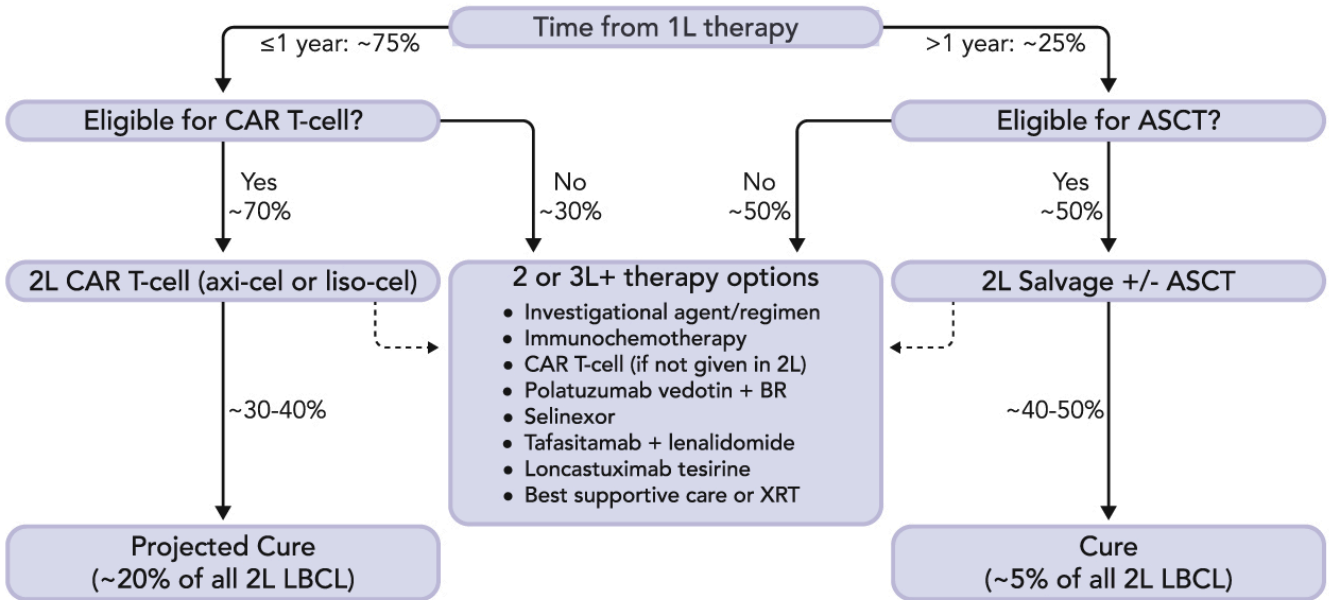 Time from 1L therapy
≤1 year: ~75%
>1 year: ~25%
Eligible for CAR T-cell?
Eligible for ASCT?
Yes
~70%
No
~30%
No
~50%
Yes
~50%
2L CAR T-cell (axi-cel or liso-cel)
2 or 3L+ therapy options
• Investigational agent/regimen
• Immunochemotherapy
• CAR T-cell (if not given in 2L)
• Polatuzumab vedotin + BR
• Selinexor
• Tafasitamab + lenalidomide
• Loncastuximab tesirine
• Best supportive care or XRT
2L Salvage +/- ASCT
~30-40%
~40-50%
Projected Cure
(~20% of all 2L LBCL)
Cure
(~5% of all 2L LBCL)